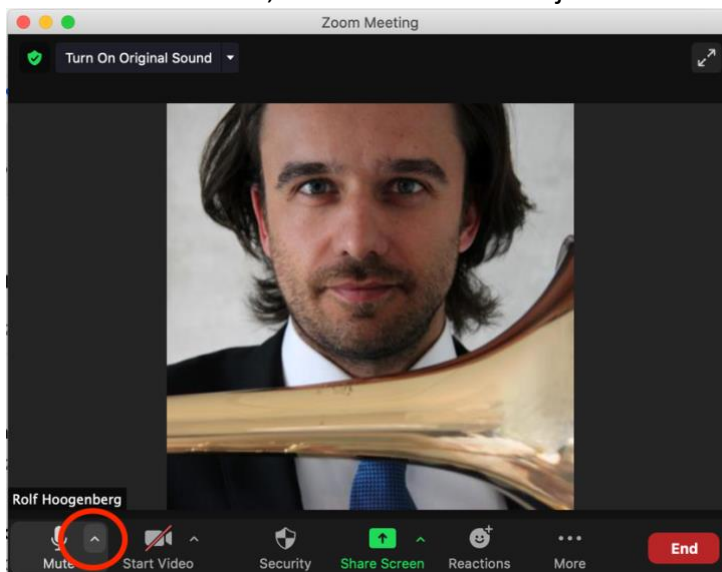 Zoom Meeting
Turn On Original Sound
Rolf Hoogenberg
Mute Start Video Security Share Screen Reactions More End